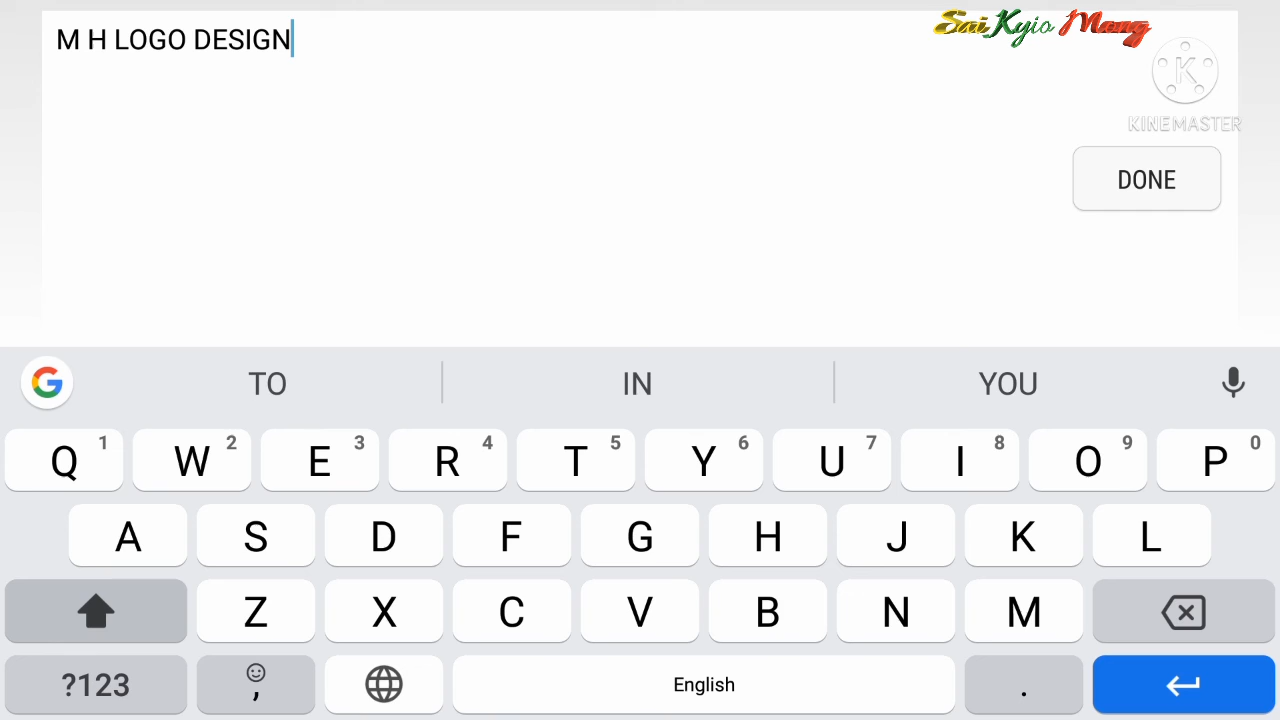 M H LOGO DESIGN
Sai Kyio Mong
K
KINEMASTER
DONE
G TO IN YOU
Q 1 W 2 E 3 R 4 T 5 Y 6 U 7 I 8 O 9 P 0
A S D F G H J K L
Z X C V B N M
?123 , English .